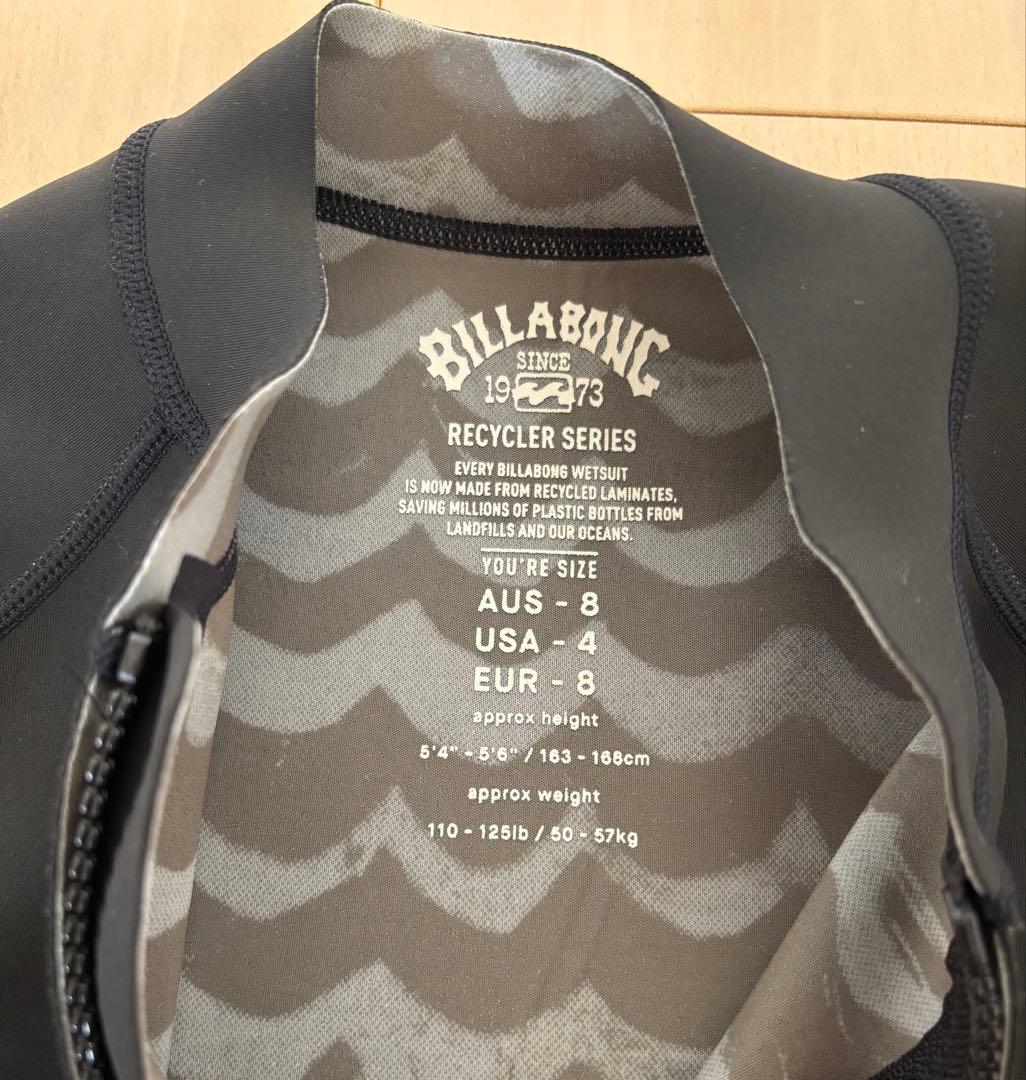 BILLABONG
SINCE
1973
RECYCLER SERIES
EVERY BILLABONG WETSUIT
IS NOW MADE FROM RECYCLED LAMINATES,
SAVING MILLIONS OF PLASTIC BOTTLES FROM
LANDFILLS AND OUR OCEANS.
YOU'RE SIZE
AUS - 8
USA - 4
EUR - 8
approx height
5'4" - 5'6" / 163 - 168cm
approx weight
110 - 125lb / 50 - 57kg